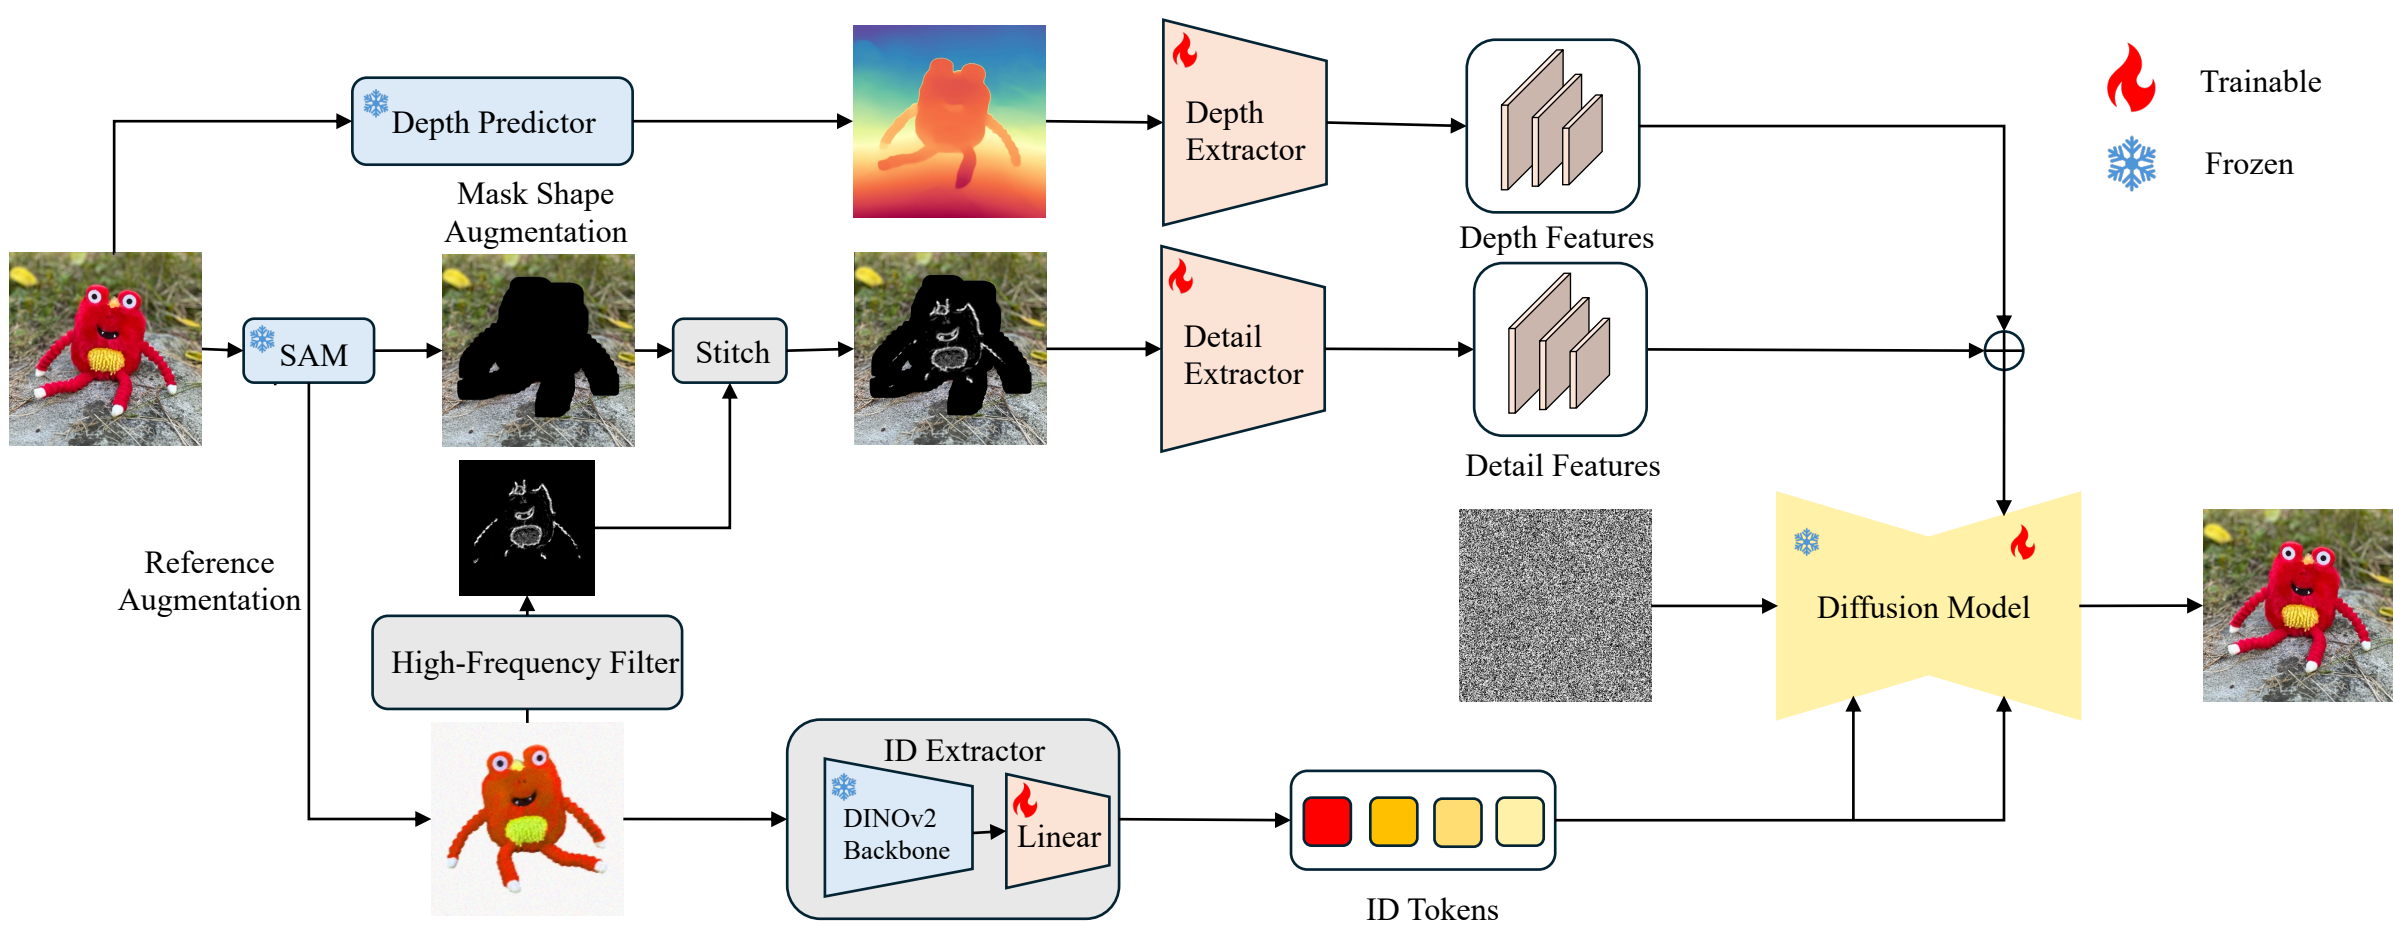 Depth Predictor
Mask Shape
Augmentation
Depth
Extractor
Depth Features
Trainable
Frozen
SAM
Stitch
Detail
Extractor
Detail Features
Reference
Augmentation
High-Frequency Filter
Diffusion Model
ID Extractor
DINOv2
Backbone
Linear
ID Tokens